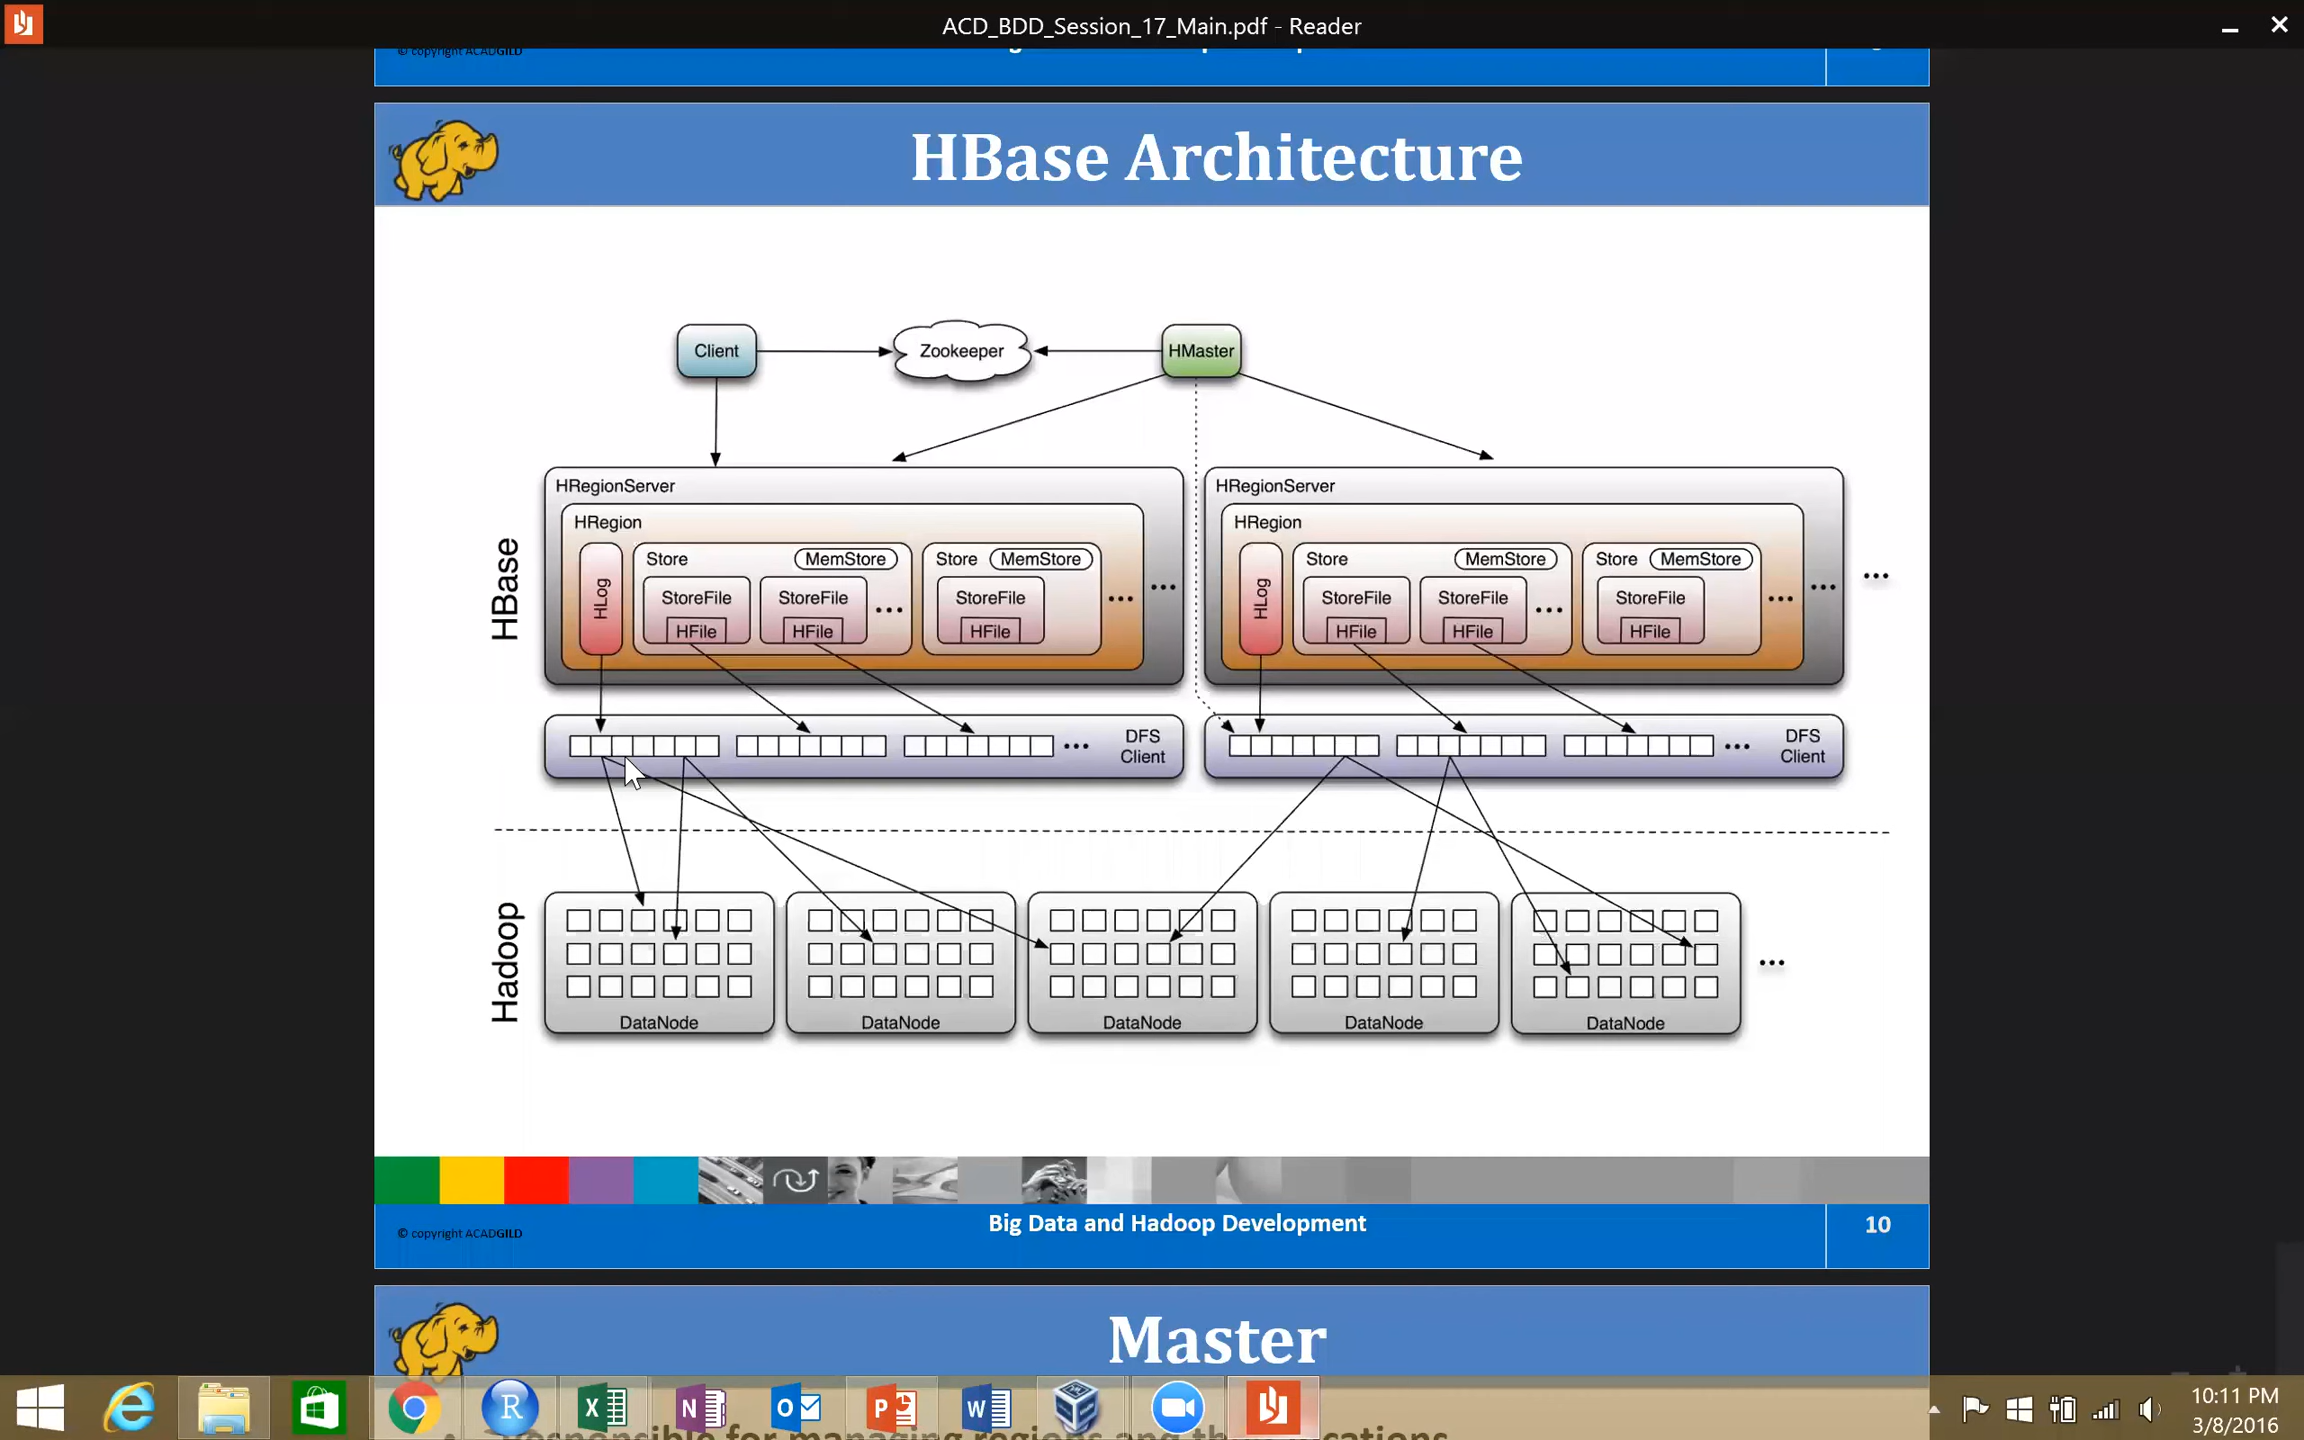 ACD_BDD_Session_17_Main.pdf - Reader
© copyright ACADGILD
HBase Architecture
Client
Zookeeper
HMaster
HRegionServer
HRegionServer
HRegion
HRegion
Store MemStore Store MemStore
Store MemStore Store MemStore
HBase
HLog
StoreFile StoreFile ... StoreFile ... ...
HLog
StoreFile StoreFile ... StoreFile ... ... ...
HFile HFile HFile
HFile HFile HFile
... DFS Client
... DFS Client
Hadoop
...
DataNode DataNode DataNode DataNode DataNode
© copyright ACADGILD
Big Data and Hadoop Development
10
Master
10:11 PM
3/8/2016